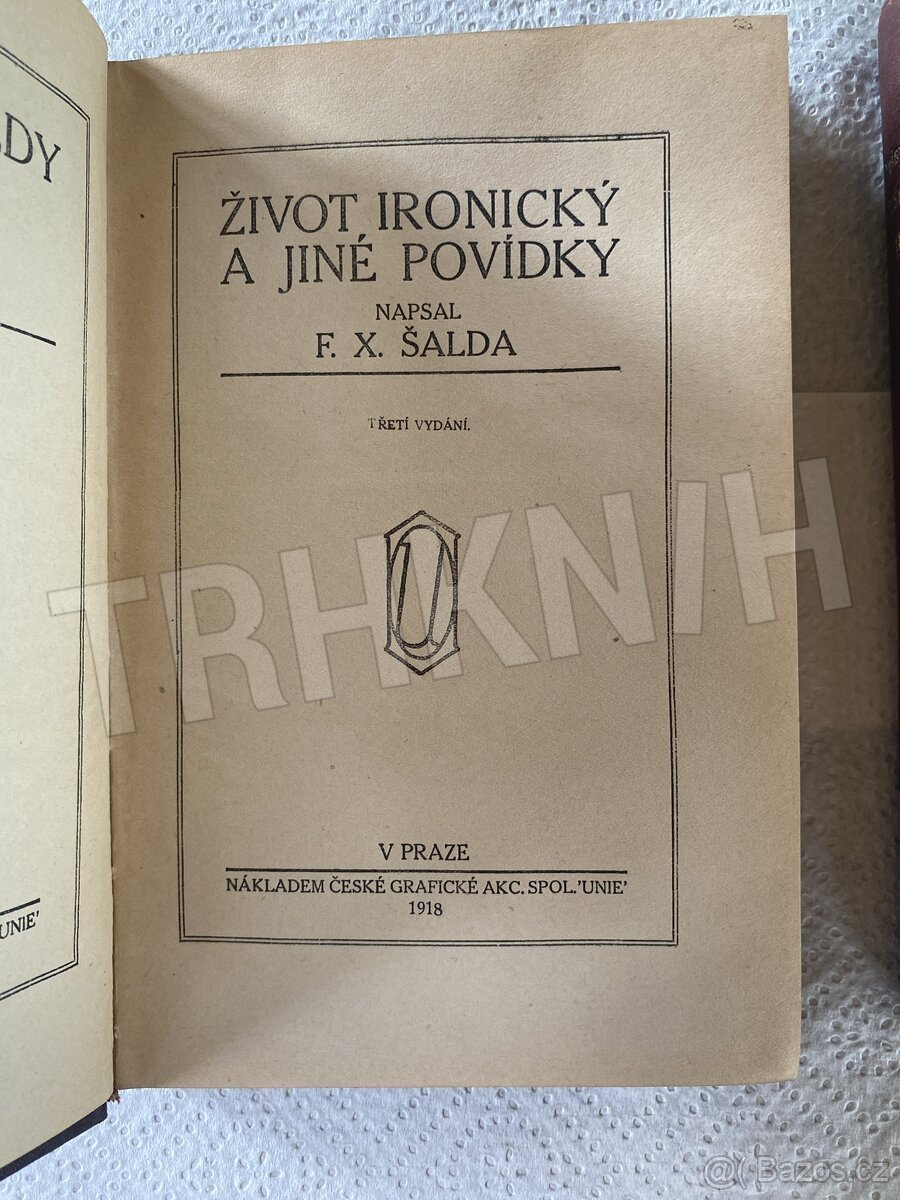 LDY
UNIE'
ŽIVOT IRONICKÝ
A JINÉ POVÍDKY
NAPSAL
F. X. ŠALDA
TŘETÍ VYDÁNÍ.
U
V PRAZE
NÁKLADEM ČESKÉ GRAFICKÉ AKC. SPOL. 'UNIE'
1918
TRHKNIH
@( Bazos.cz